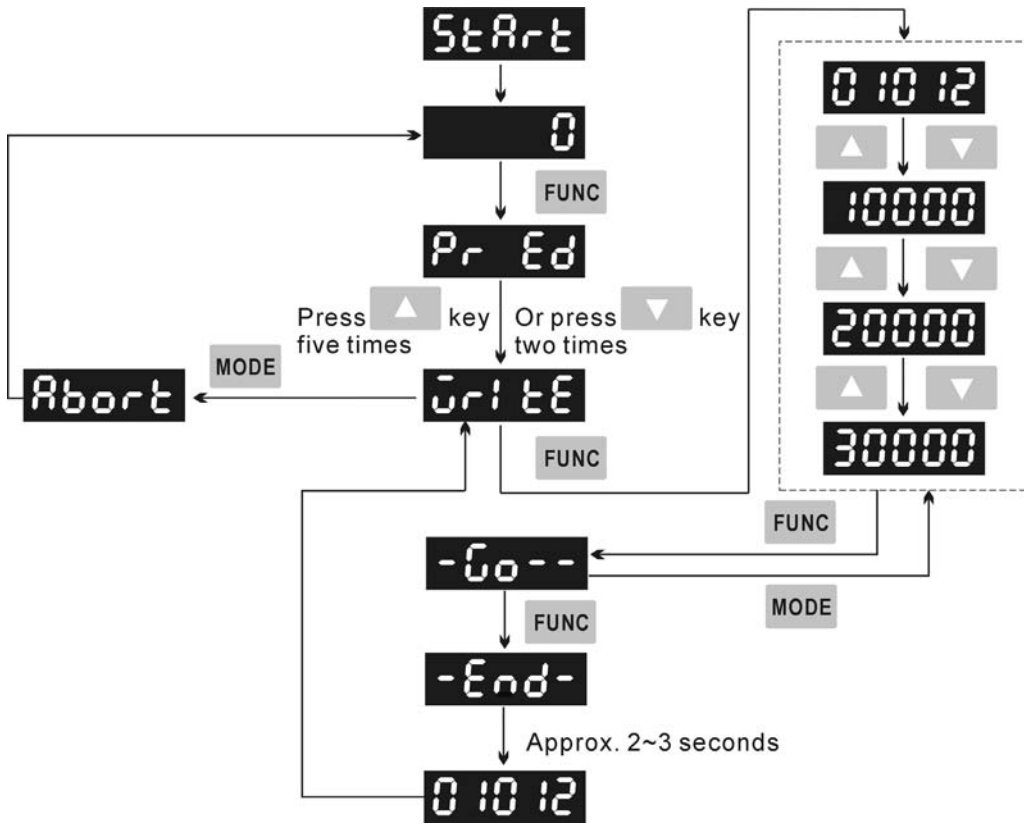 StArt
0
FUNC
Pr Ed
Press ▲ key five times
Or press ▼ key two times
MODE
Abort
writE
FUNC
01012
▲ ▼
10000
▲ ▼
20000
▲ ▼
30000
FUNC
-Go--
MODE
FUNC
-End-
Approx. 2~3 seconds
01012